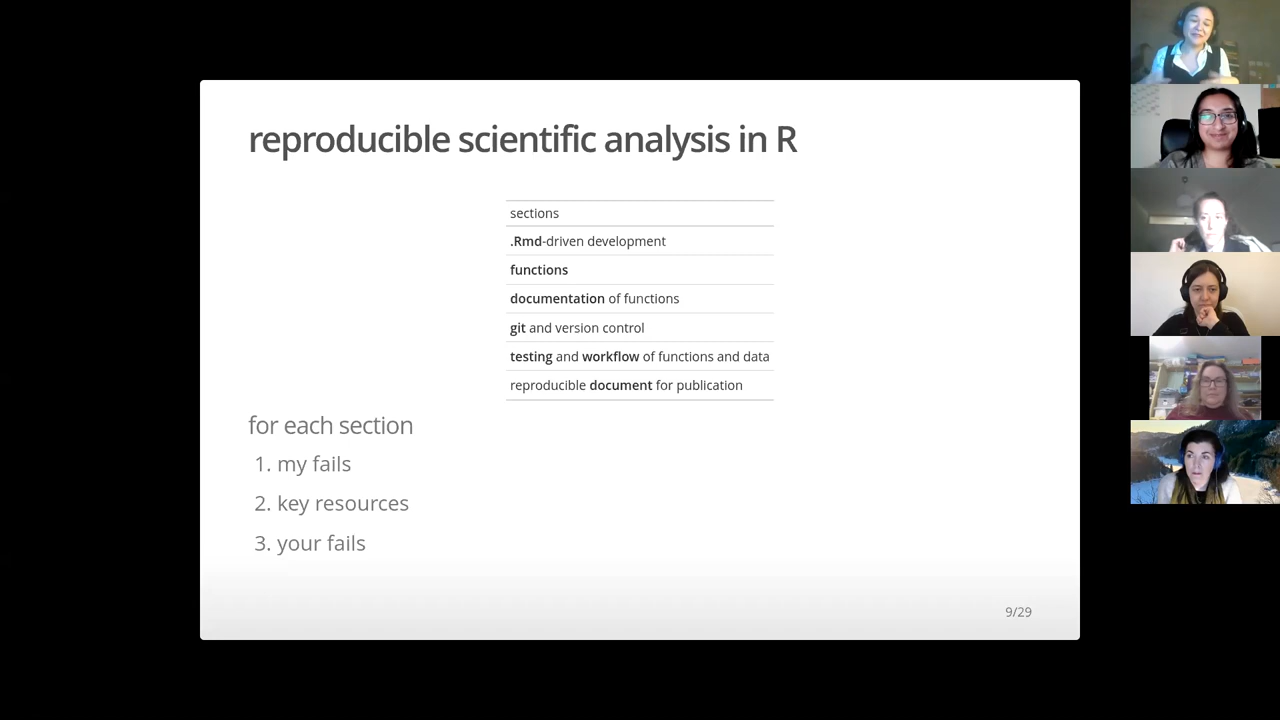 reproducible scientific analysis in R
sections
.Rmd-driven development
functions
documentation of functions
git and version control
testing and workflow of functions and data
reproducible document for publication
for each section
1. my fails
2. key resources
3. your fails
9/29